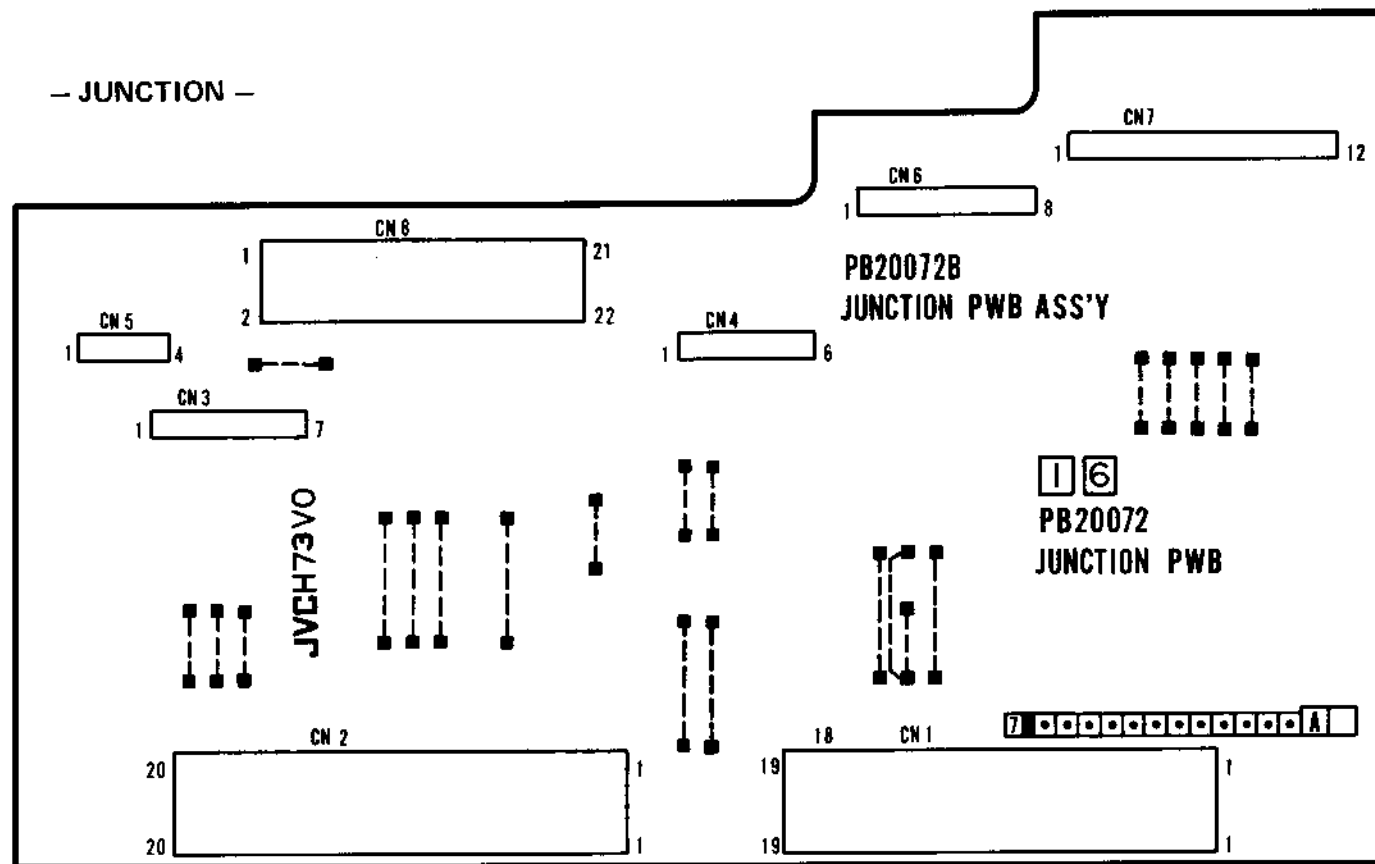 – JUNCTION –
CN7
1 12
CN6
1 8
CN8
1 21
2 22
PB20072B
JUNCTION PWB ASS'Y
CN5
1 4
CN4
1 6
CN3
1 7
1 6
PB20072
JUNCTION PWB
JVCH73V0
7 A
CN2
20 1
20 1
18 CN1
19 1
19 1